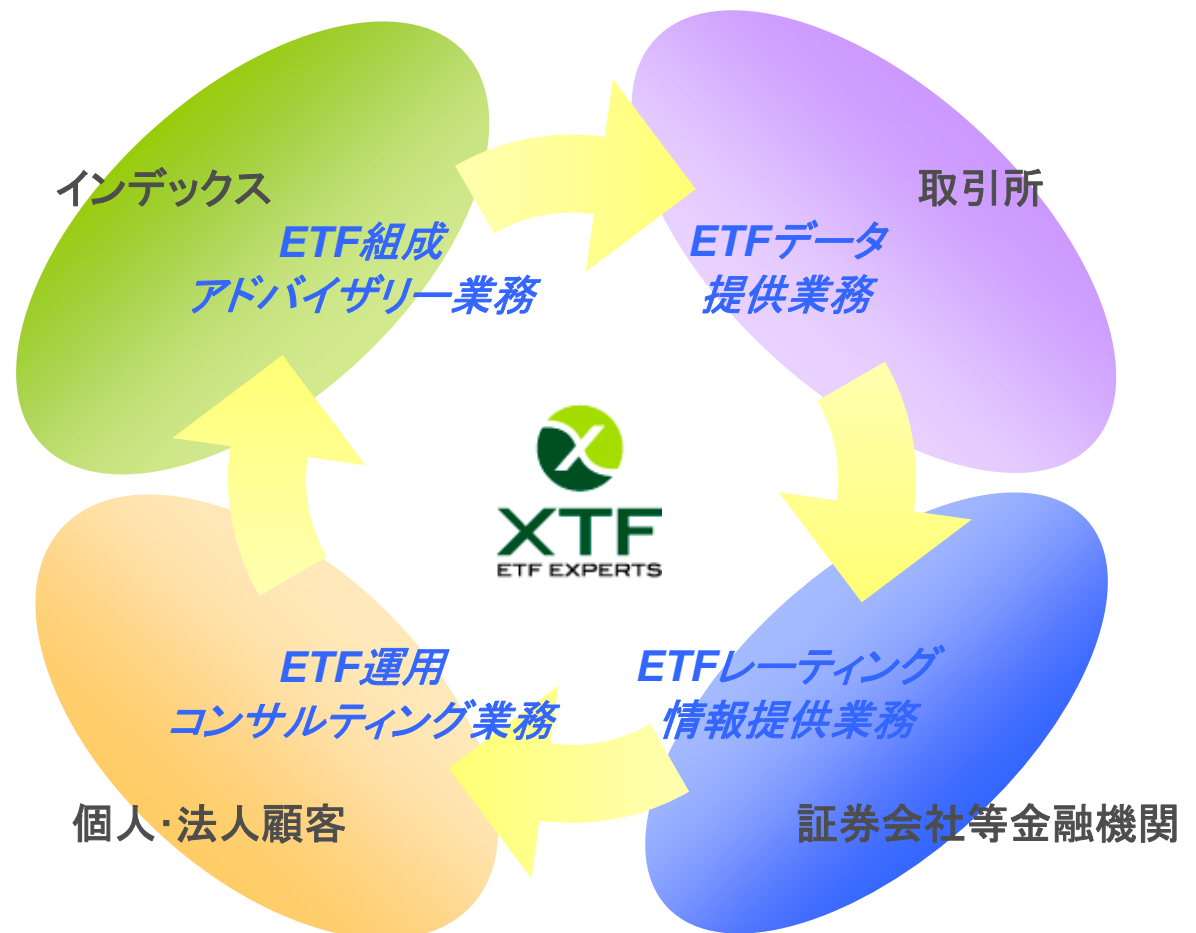 インデックス
ETF組成
アドバイザリー業務
取引所
ETFデータ
提供業務
X
XTF
ETF EXPERTS
ETF運用
コンサルティング業務
個人・法人顧客
ETFレーティング
情報提供業務
証券会社等金融機関